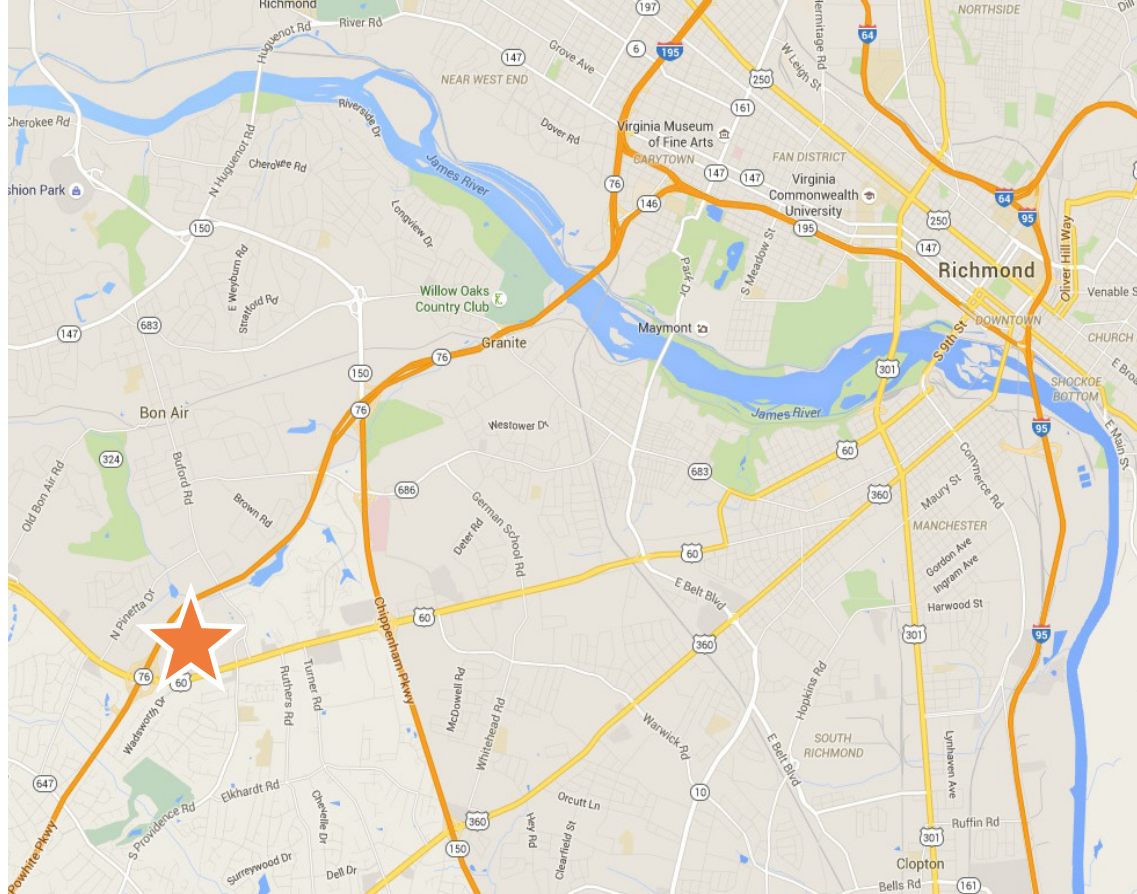 Richmond
River Rd
Huguenot Rd
197
147
6
Grove Ave
195
Hermitage Rd
64
NORTHSIDE
Dill
W Leigh St
250
NEAR WEST END
161
Cherokee Rd
Riverside Dr
Dover Rd
Virginia Museum
of Fine Arts
CARYTOWN
FAN DISTRICT
N Huguenot Rd
Cherokee Rd
James River
shion Park
147
147
Virginia
Commonwealth
University
76
146
64
95
250
195
147
Oliver Hill Way
150
Longview Dr
E Weyburn Rd
Stratford Rd
Park Dr
S Meadow St
Richmond
Venable S
Willow Oaks
Country Club
683
147
Granite
Maymont
DOWNTOWN
CHURCH
S 9th St
76
150
301
E Bro
SHOCKOE
BOTTOM
76
Bon Air
James River
E Main St
Westower Dr
95
60
324
Old Bon Air Rd
Buford Rd
683
686
Commerce Rd
360
Maury St
Brown Rd
German School Rd
Deter Rd
MANCHESTER
60
Gordon Ave
Ingram Ave
N Pinetta Dr
Chippenham Pkwy
E Belt Blvd
Harwood St
60
360
301
95
76
60
Ruthers Rd
Turner Rd
McDowell Rd
Whitehead Rd
Hopkins Rd
Wadsworth Dr
Warwick Rd
E Belt Blvd
SOUTH
RICHMOND
Lynhaven Ave
647
Elkhardt Rd
10
Chevelle Dr
Orcutt Ln
S Providence Rd
360
Hey Rd
Clearfield St
Ruffin Rd
301
Powhite Pkwy
150
Surreywood Dr
Dell Dr
Clopton
Bells Rd
161